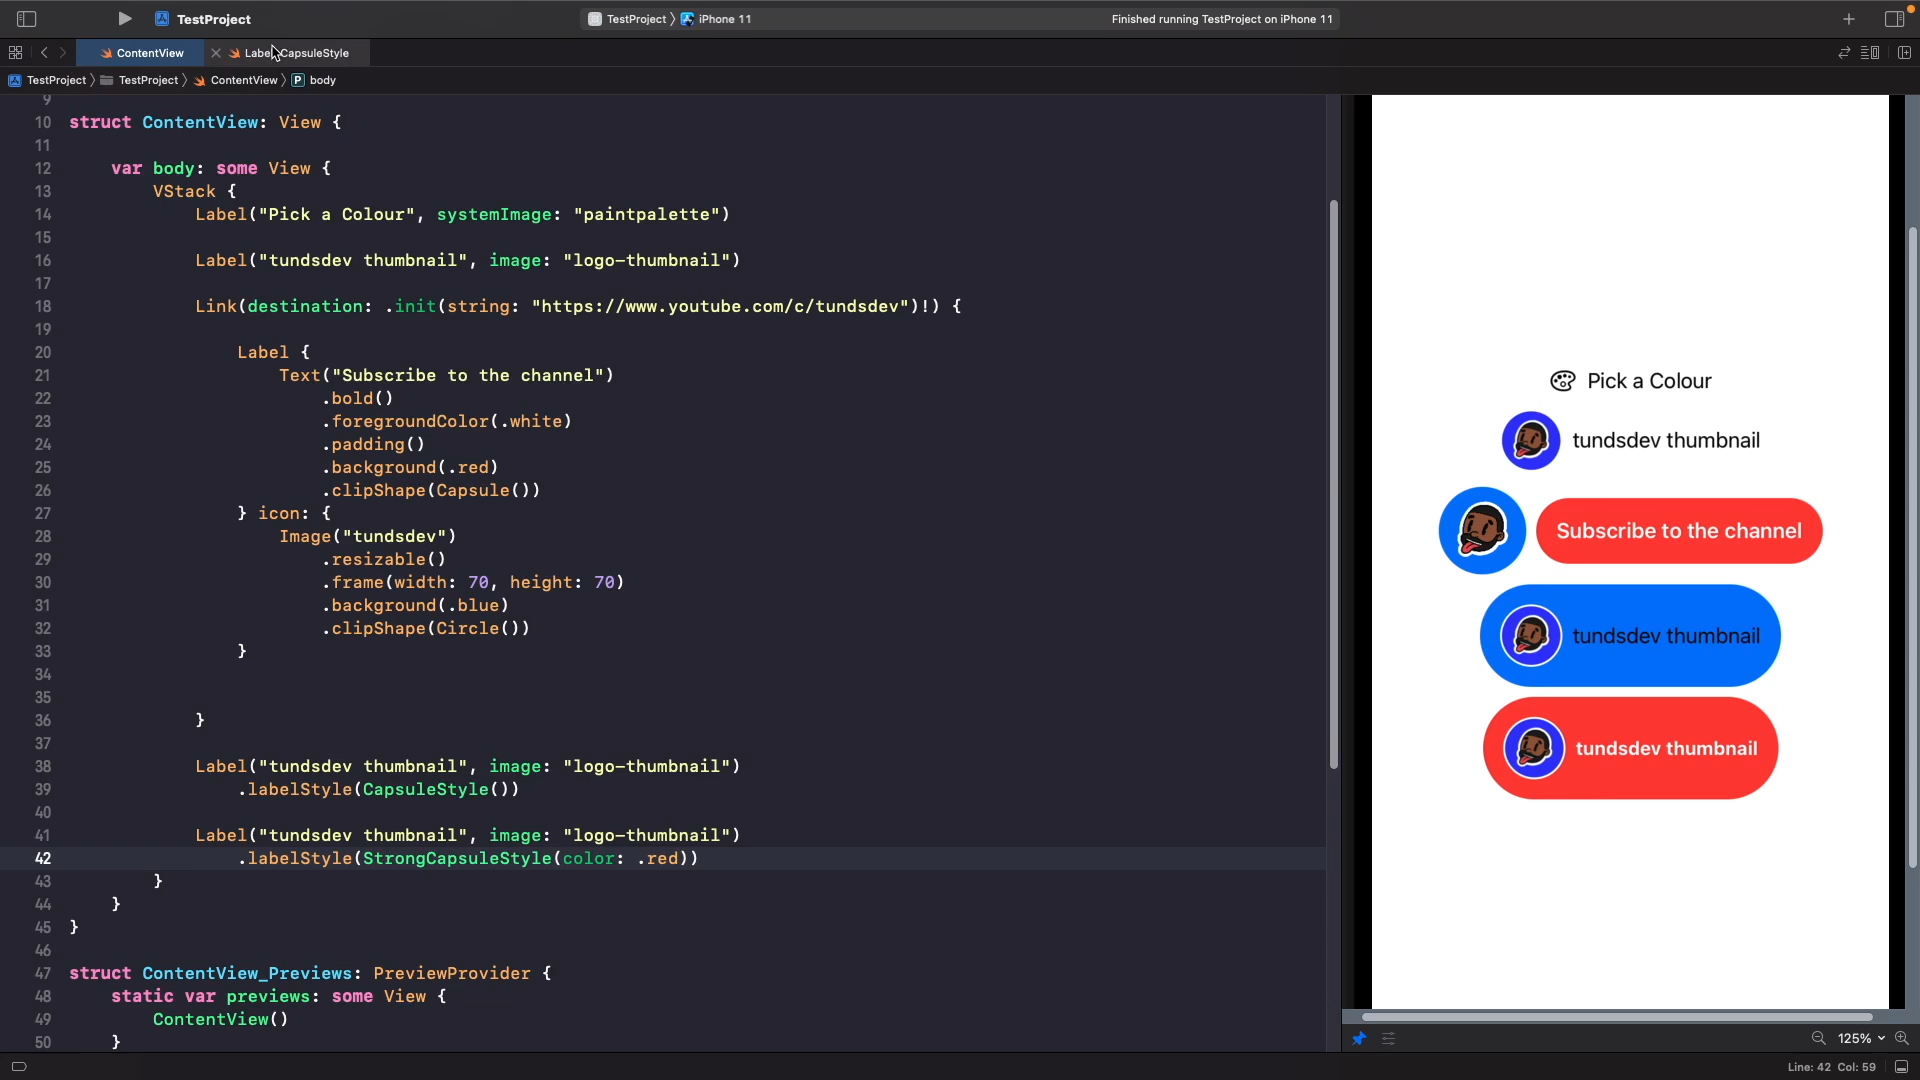 TestProject
TestProject 〉 iPhone 11
Finished running TestProject on iPhone 11
ContentView
Label+CapsuleStyle
TestProject 〉 TestProject 〉 ContentView 〉 P body
9
10 struct ContentView: View {
11
12 var body: some View {
13 VStack {
14 Label("Pick a Colour", systemImage: "paintpalette")
15
16 Label("tundsdev thumbnail", image: "logo-thumbnail")
17
18 Link(destination: .init(string: "https://www.youtube.com/c/tundsdev")!) {
19
20 Label {
21 Text("Subscribe to the channel")
22 .bold()
23 .foregroundColor(.white)
24 .padding()
25 .background(.red)
26 .clipShape(Capsule())
27 } icon: {
28 Image("tundsdev")
29 .resizable()
30 .frame(width: 70, height: 70)
31 .background(.blue)
32 .clipShape(Circle())
33 }
34
35
36 }
37
38 Label("tundsdev thumbnail", image: "logo-thumbnail")
39 .labelStyle(CapsuleStyle())
40
41 Label("tundsdev thumbnail", image: "logo-thumbnail")
42 .labelStyle(StrongCapsuleStyle(color: .red))
43 }
44 }
45 }
46
47 struct ContentView_Previews: PreviewProvider {
48 static var previews: some View {
49 ContentView()
50 }
Pick a Colour
tundsdev thumbnail
Subscribe to the channel
tundsdev thumbnail
tundsdev thumbnail
125%
Line: 42 Col: 59